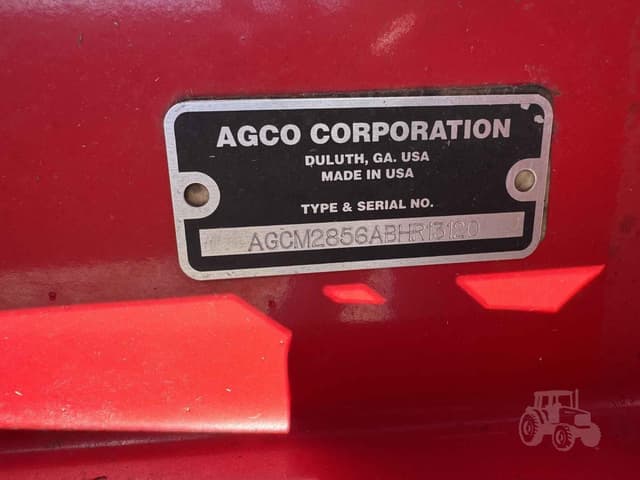 AGCO CORPORATION
DULUTH, GA. USA
MADE IN USA
TYPE & SERIAL NO.
AGCM2856ABHR13120